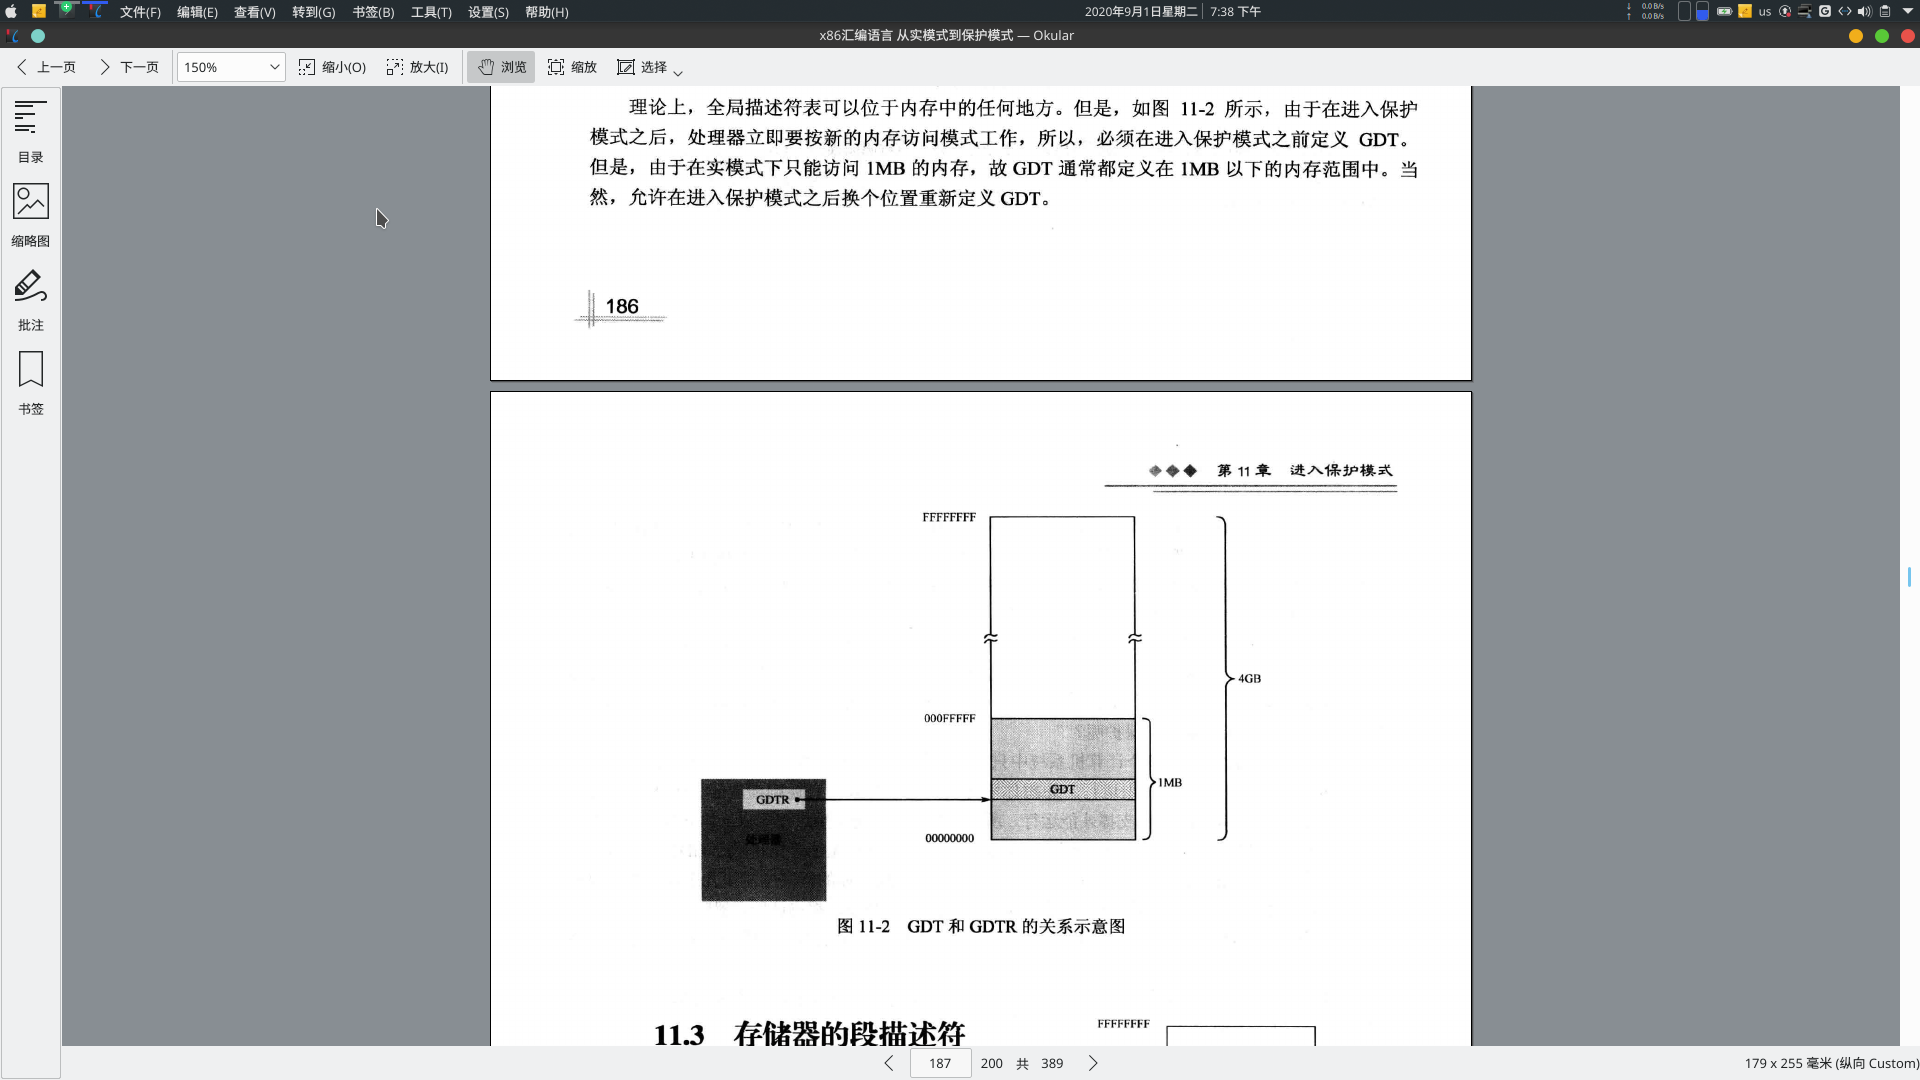 文件(F) 编辑(E) 查看(V) 转到(G) 书签(B) 工具(T) 设置(S) 帮助(H)
2020年9月1日星期二 7:38 下午
0.0 B/s
0.0 B/s
us
x86汇编语言 从实模式到保护模式 — Okular
上一页 下一页 150% 缩小(O) 放大(I) 浏览 缩放 选择
目录
缩略图
批注
书签
理论上，全局描述符表可以位于内存中的任何地方。但是，如图 11-2 所示，由于在进入保护
模式之后，处理器立即要按新的内存访问模式工作，所以，必须在进入保护模式之前定义 GDT。
但是，由于在实模式下只能访问 1MB 的内存，故 GDT 通常都定义在 1MB 以下的内存范围中。当
然，允许在进入保护模式之后换个位置重新定义 GDT。
186
第 11 章 进入保护模式
FFFFFFFF
4GB
000FFFFF
GDT
1MB
GDTR
处理器
00000000
图 11-2 GDT 和 GDTR 的关系示意图
11.3 存储器的段描述符
FFFFFFFF
187 200 共 389
179 x 255 毫米 (纵向 Custom)